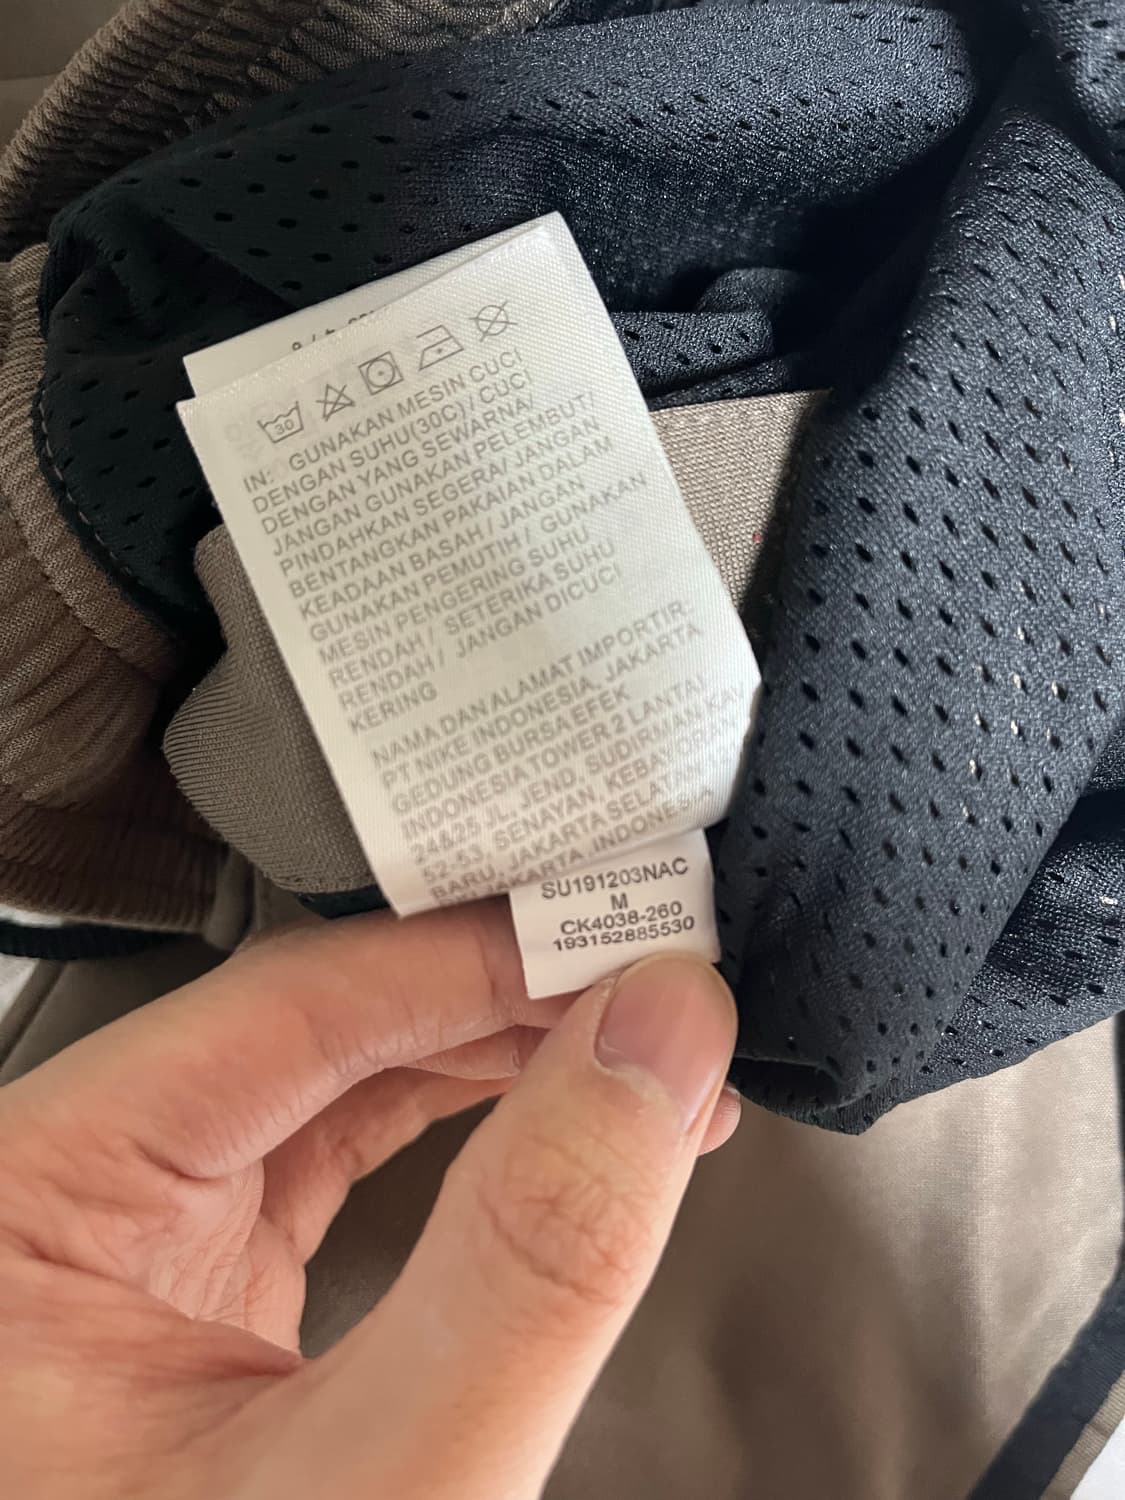 30
IN: GUNAKAN MESIN CUCI
DENGAN SUHU(30C) / CUCI
DENGAN YANG SEWARNA/
JANGAN GUNAKAN PELEMBUT/
PINDAHKAN SEGERA/ JANGAN
BENTANGKAN PAKAIAN DALAM
KEADAAN BASAH / JANGAN
GUNAKAN PEMUTIH / GUNAKAN
MESIN PENGERING SUHU
RENDAH / SETERIKA SUHU
RENDAH / JANGAN DICUCI
KERING
NAMA DAN ALAMAT IMPORTIR:
PT NIKE INDONESIA, JAKARTA
GEDUNG BURSA EFEK
INDONESIA TOWER 2 LANTAI
24&25 JL. JEND. SUDIRMAN KAV
52-53, SENAYAN, KEBAYORAN
BARU, JAKARTA SELATAN
JAKARTA, INDONESIA
SU191203NAC
M
CK4038-260
193152885530